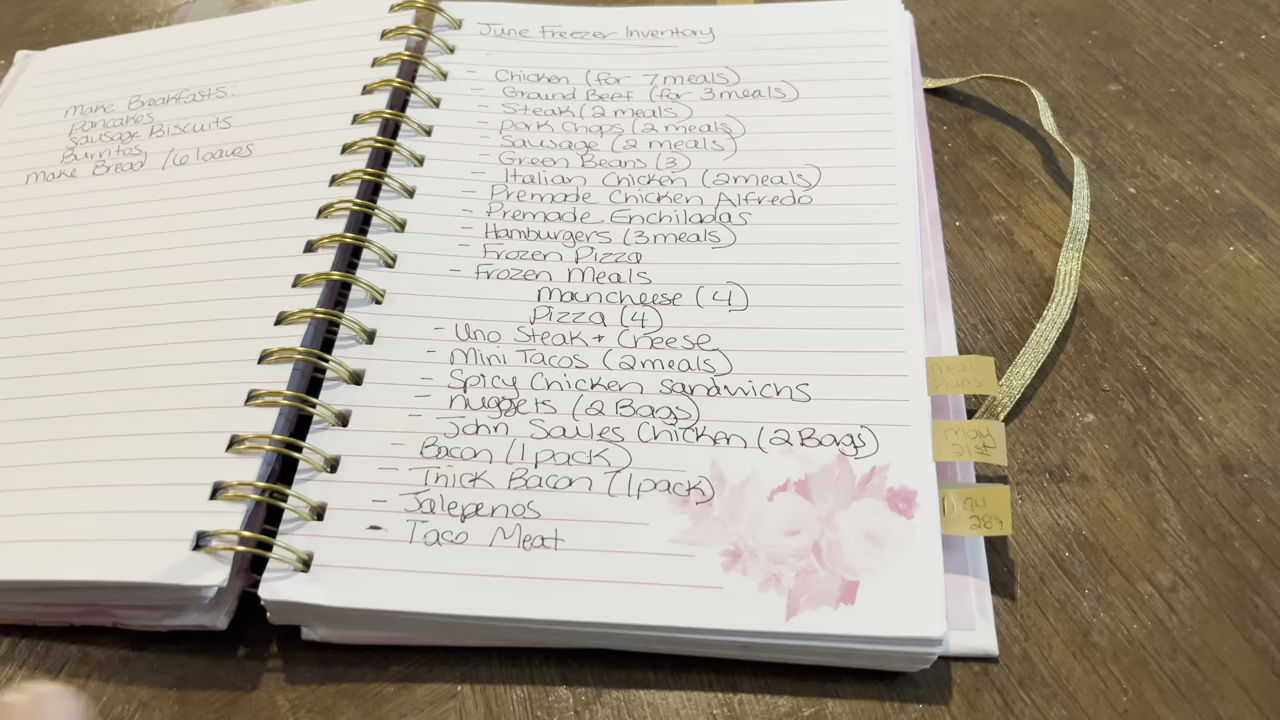 Make Breakfasts:
Pancakes
Sausage Biscuits
Burritos
Make Bread /6 loaves
June Freezer Inventory
- Chicken (for 7 meals)
- Ground Beef (for 3 meals)
- Steak (2 meals)
- Pork Chops (2 meals)
- Sausage (2 meals)
- Green Beans (3)
- Italian Chicken (2 meals)
- Premade Chicken Alfredo
- Premade Enchiladas
- Hamburgers (3 meals)
- Frozen Pizza
- Frozen Meals
Mac n cheese (4)
Pizza (4)
- Uno Steak + Cheese
- Mini Tacos (2 meals)
- Spicy Chicken Sandwichs
- Nuggets (2 Bags)
- John Soules Chicken (2 Bags)
- Bacon (1 pack)
- Thick Bacon (1 pack)
- Jalepenos
- Taco Meat
Meal
Plans
May
21st